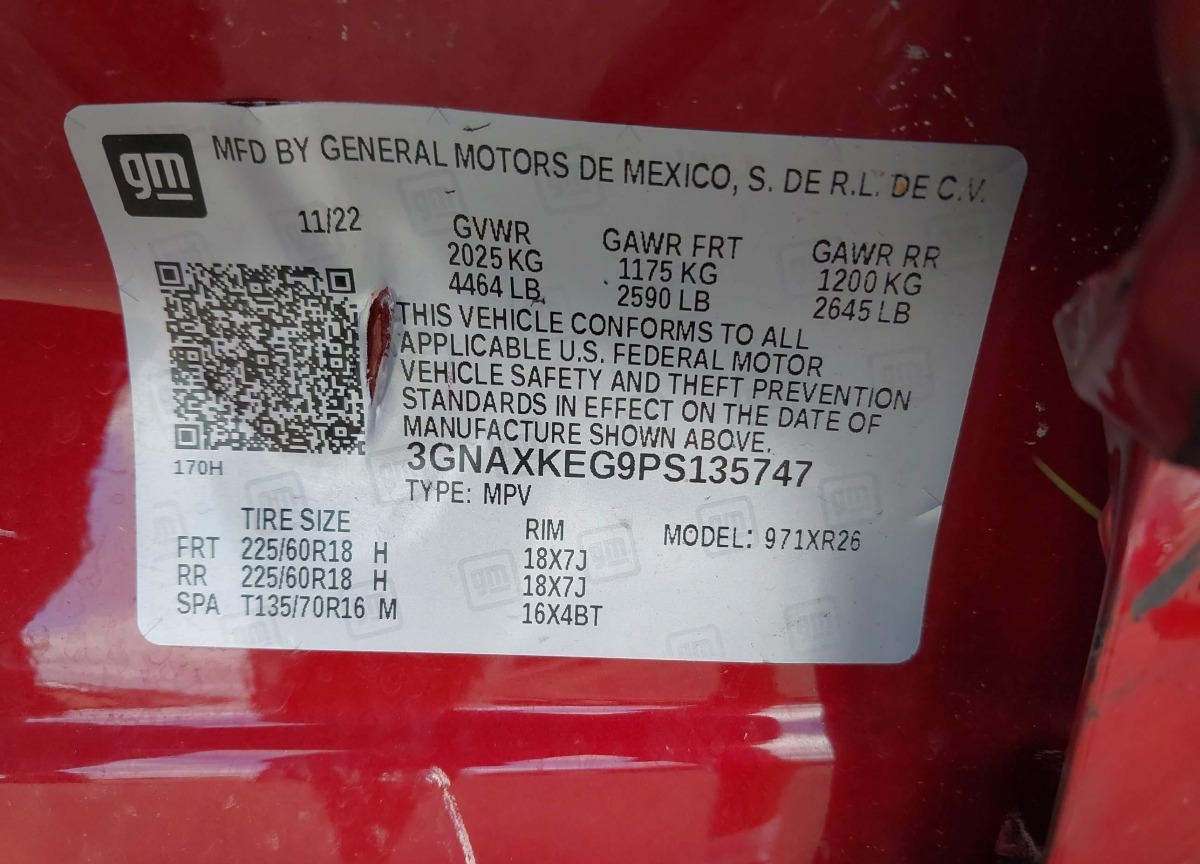 gm
MFD BY GENERAL MOTORS DE MEXICO, S. DE R.L. DE C.V.
11/22
GVWR
2025 KG
4464 LB
GAWR FRT
1175 KG
2590 LB
GAWR RR
1200 KG
2645 LB
THIS VEHICLE CONFORMS TO ALL
APPLICABLE U.S. FEDERAL MOTOR
VEHICLE SAFETY AND THEFT PREVENTION
STANDARDS IN EFFECT ON THE DATE OF
MANUFACTURE SHOWN ABOVE.
3GNAXKEG9PS135747
TYPE: MPV
170H
TIRE SIZE RIM MODEL: 971XR26
FRT 225/60R18 H 18X7J
RR 225/60R18 H 18X7J
SPA T135/70R16 M 16X4BT